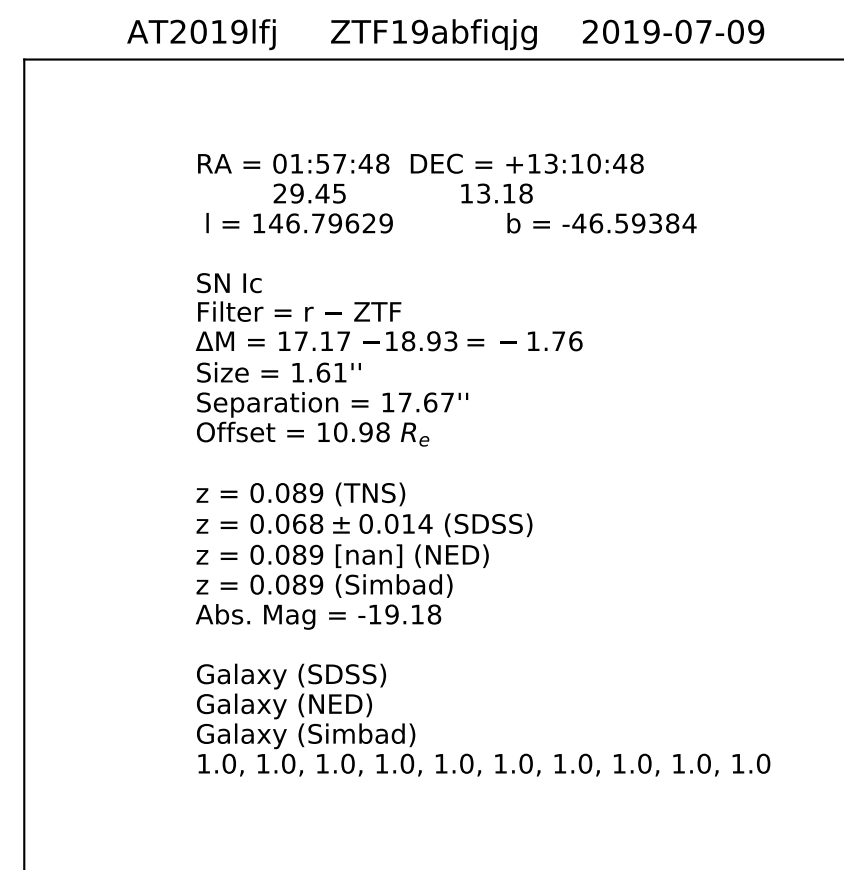 AT2019lfj ZTF19abfiqjg 2019-07-09
RA = 01:57:48 DEC = +13:10:48
29.45 13.18
l = 146.79629 b = -46.59384
SN Ic
Filter = r − ZTF
ΔM = 17.17 −18.93 = − 1.76
Size = 1.61''
Separation = 17.67''
Offset = 10.98 Rₑ
z = 0.089 (TNS)
z = 0.068 ± 0.014 (SDSS)
z = 0.089 [nan] (NED)
z = 0.089 (Simbad)
Abs. Mag = -19.18
Galaxy (SDSS)
Galaxy (NED)
Galaxy (Simbad)
1.0, 1.0, 1.0, 1.0, 1.0, 1.0, 1.0, 1.0, 1.0, 1.0